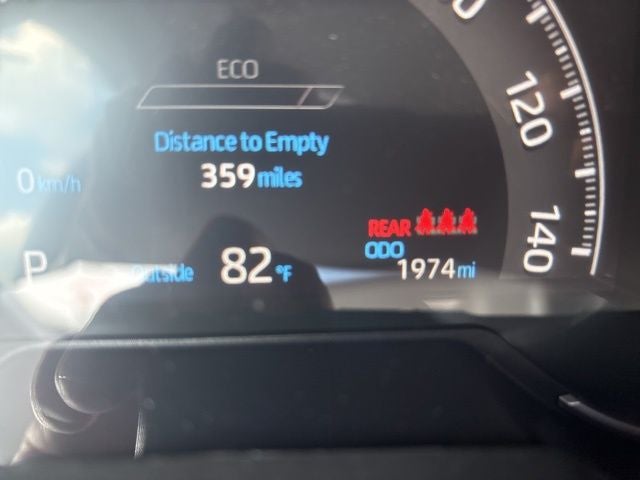 ECO
Distance to Empty
359 miles
0 km/h
120
REAR
ODO
140
P
Outside 82 °F
1974 mi